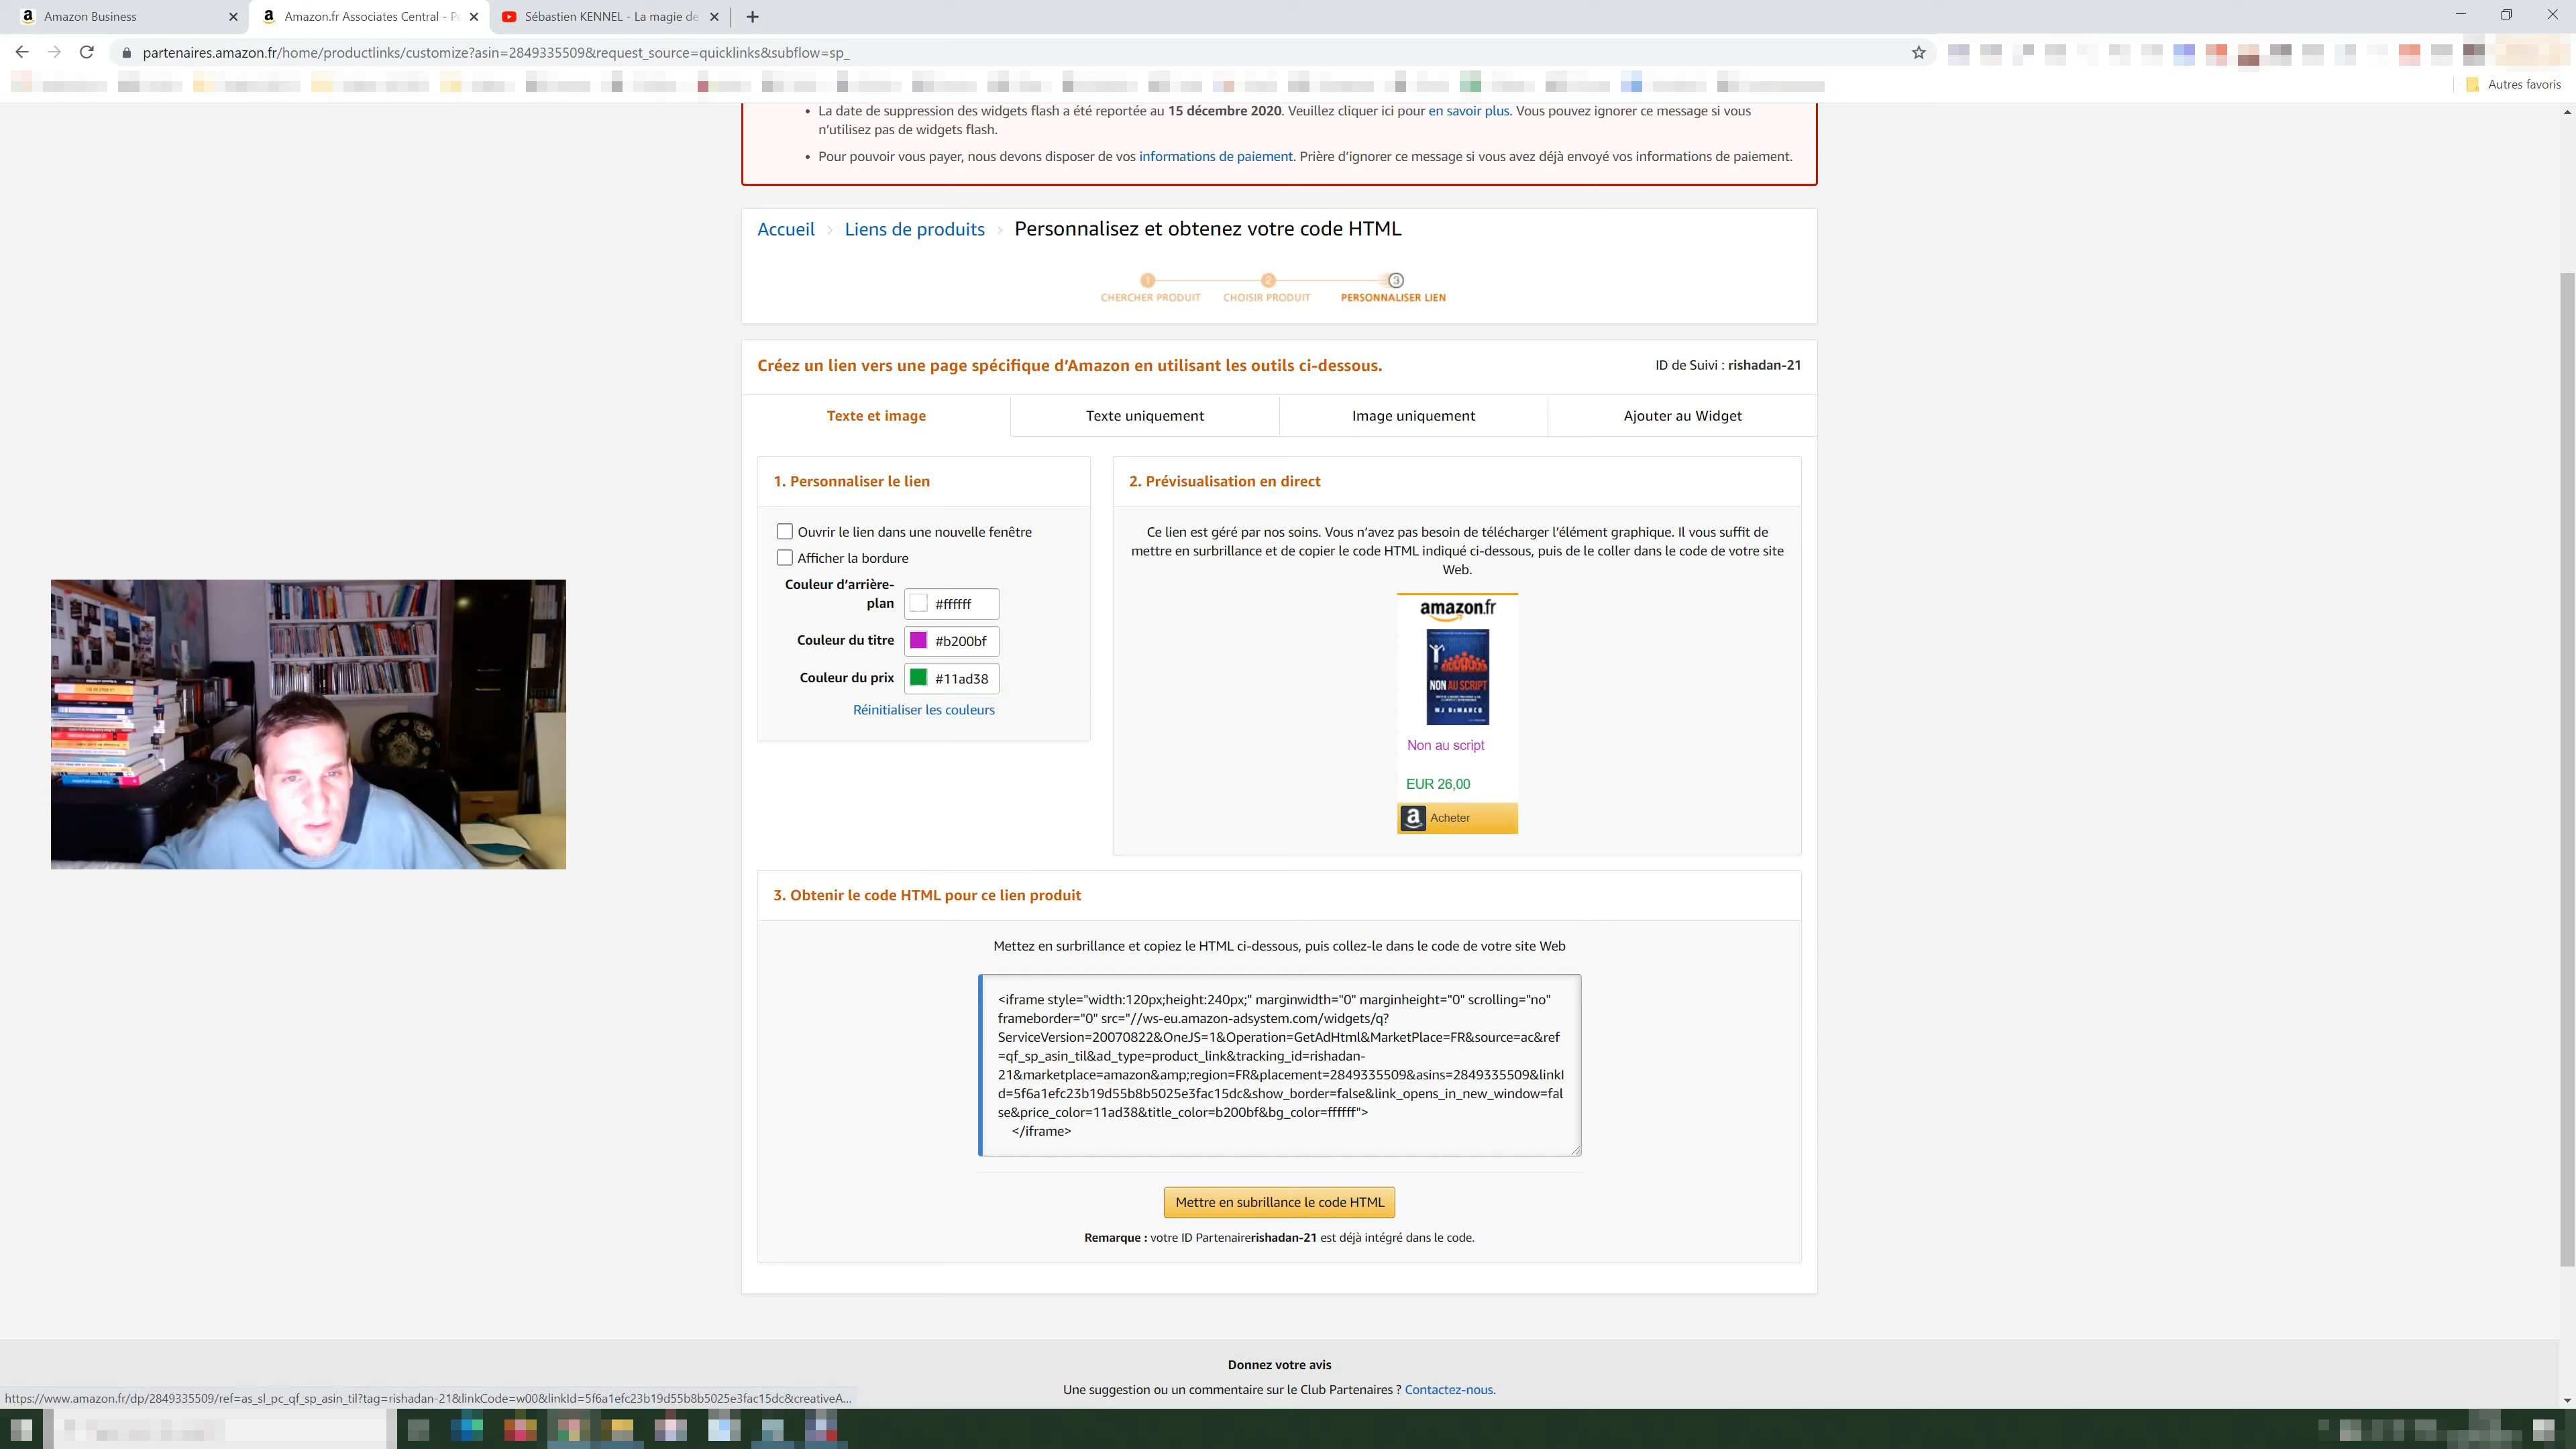 Amazon Business
Amazon.fr Associates Central - P
Sébastien KENNEL - La magie de
partenaires.amazon.fr/home/productlinks/customize?asin=2849335509&request_source=quicklinks&subflow=sp_
Autres favoris
• La date de suppression des widgets flash a été reportée au 15 décembre 2020. Veuillez cliquer ici pour en savoir plus. Vous pouvez ignorer ce message si vous
n'utilisez pas de widgets flash.
• Pour pouvoir vous payer, nous devons disposer de vos informations de paiement. Prière d'ignorer ce message si vous avez déjà envoyé vos informations de paiement.
Accueil › Liens de produits › Personnalisez et obtenez votre code HTML
1 2 3
CHERCHER PRODUIT CHOISIR PRODUIT PERSONNALISER LIEN
Créez un lien vers une page spécifique d'Amazon en utilisant les outils ci-dessous.
ID de Suivi : rishadan-21
Texte et image Texte uniquement Image uniquement Ajouter au Widget
1. Personnaliser le lien
Ouvrir le lien dans une nouvelle fenêtre
Afficher la bordure
Couleur d'arrière-
plan #ffffff
Couleur du titre #b200bf
Couleur du prix #11ad38
Réinitialiser les couleurs
2. Prévisualisation en direct
Ce lien est géré par nos soins. Vous n'avez pas besoin de télécharger l'élément graphique. Il vous suffit de
mettre en surbrillance et de copier le code HTML indiqué ci-dessous, puis de le coller dans le code de votre site
Web.
amazon.fr
NON AU SCRIPT
MJ DEMARCO
Non au script
EUR 26,00
Acheter
3. Obtenir le code HTML pour ce lien produit
Mettez en surbrillance et copiez le HTML ci-dessous, puis collez-le dans le code de votre site Web
<iframe style="width:120px;height:240px;" marginwidth="0" marginheight="0" scrolling="no"
frameborder="0" src="//ws-eu.amazon-adsystem.com/widgets/q?
ServiceVersion=20070822&OneJS=1&Operation=GetAdHtml&MarketPlace=FR&source=ac&ref
=qf_sp_asin_til&ad_type=product_link&tracking_id=rishadan-
21&marketplace=amazon&amp;region=FR&placement=2849335509&asins=2849335509&linkI
d=5f6a1efc23b19d55b8b5025e3fac15dc&show_border=false&link_opens_in_new_window=fal
se&price_color=11ad38&title_color=b200bf&bg_color=ffffff">
</iframe>
Mettre en subrillance le code HTML
Remarque : votre ID Partenairerishadan-21 est déjà intégré dans le code.
Donnez votre avis
Une suggestion ou un commentaire sur le Club Partenaires ? Contactez-nous.
https://www.amazon.fr/dp/2849335509/ref=as_sl_pc_qf_sp_asin_til?tag=rishadan-21&linkCode=w00&linkId=5f6a1efc23b19d55b8b5025e3fac15dc&creativeA...